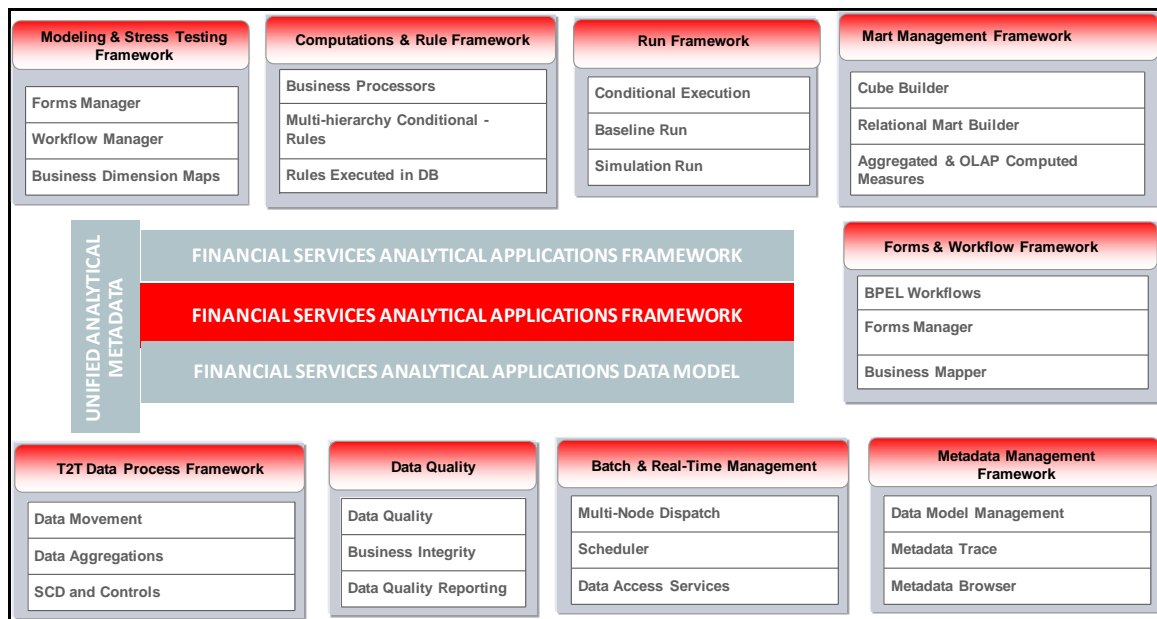 Modeling & Stress Testing
Framework
Forms Manager
Workflow Manager
Business Dimension Maps
Computations & Rule Framework
Business Processors
Multi-hierarchy Conditional -
Rules
Rules Executed in DB
Run Framework
Conditional Execution
Baseline Run
Simulation Run
Mart Management Framework
Cube Builder
Relational Mart Builder
Aggregated & OLAP Computed
Measures
UNIFIED ANALYTICAL
METADATA
FINANCIAL SERVICES ANALYTICAL APPLICATIONS FRAMEWORK
FINANCIAL SERVICES ANALYTICAL APPLICATIONS FRAMEWORK
FINANCIAL SERVICES ANALYTICAL APPLICATIONS DATA MODEL
Forms & Workflow Framework
BPEL Workflows
Forms Manager
Business Mapper
T2T Data Process Framework
Data Movement
Data Aggregations
SCD and Controls
Data Quality
Data Quality
Business Integrity
Data Quality Reporting
Batch & Real-Time Management
Multi-Node Dispatch
Scheduler
Data Access Services
Metadata Management
Framework
Data Model Management
Metadata Trace
Metadata Browser